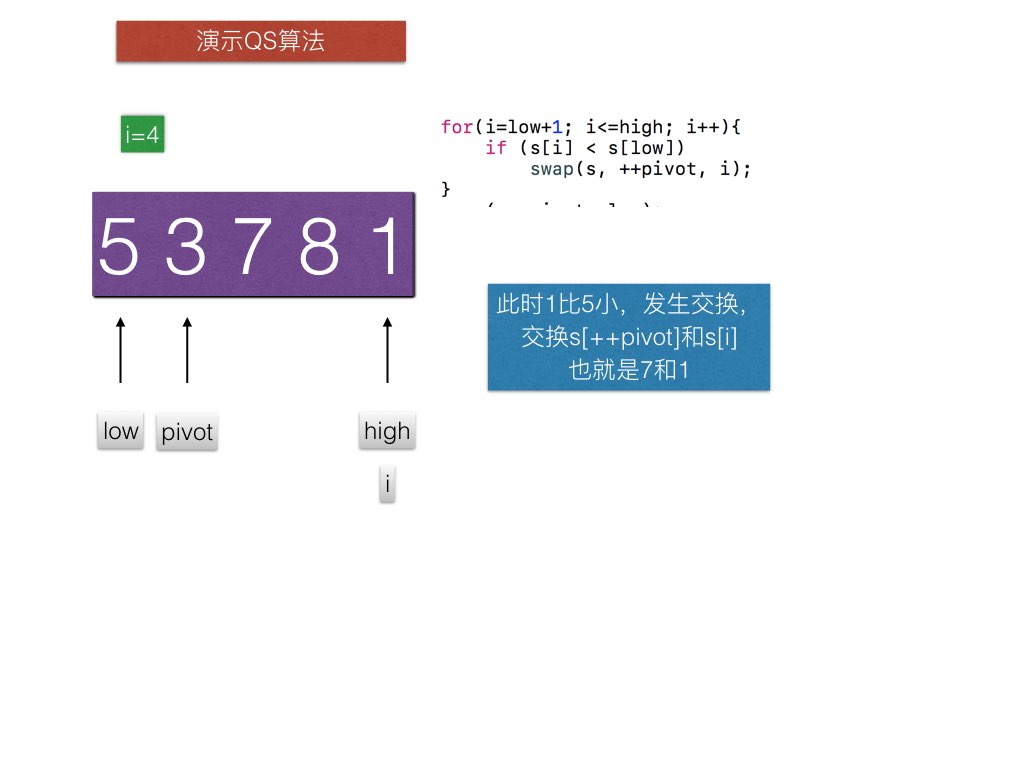 演示QS算法
i=4
for(i=low+1; i<=high; i++){
if (s[i] < s[low])
swap(s, ++pivot, i);
}
5 3 7 8 1
此时1比5小，发生交换，
交换s[++pivot]和s[i]
也就是7和1
low pivot high
i